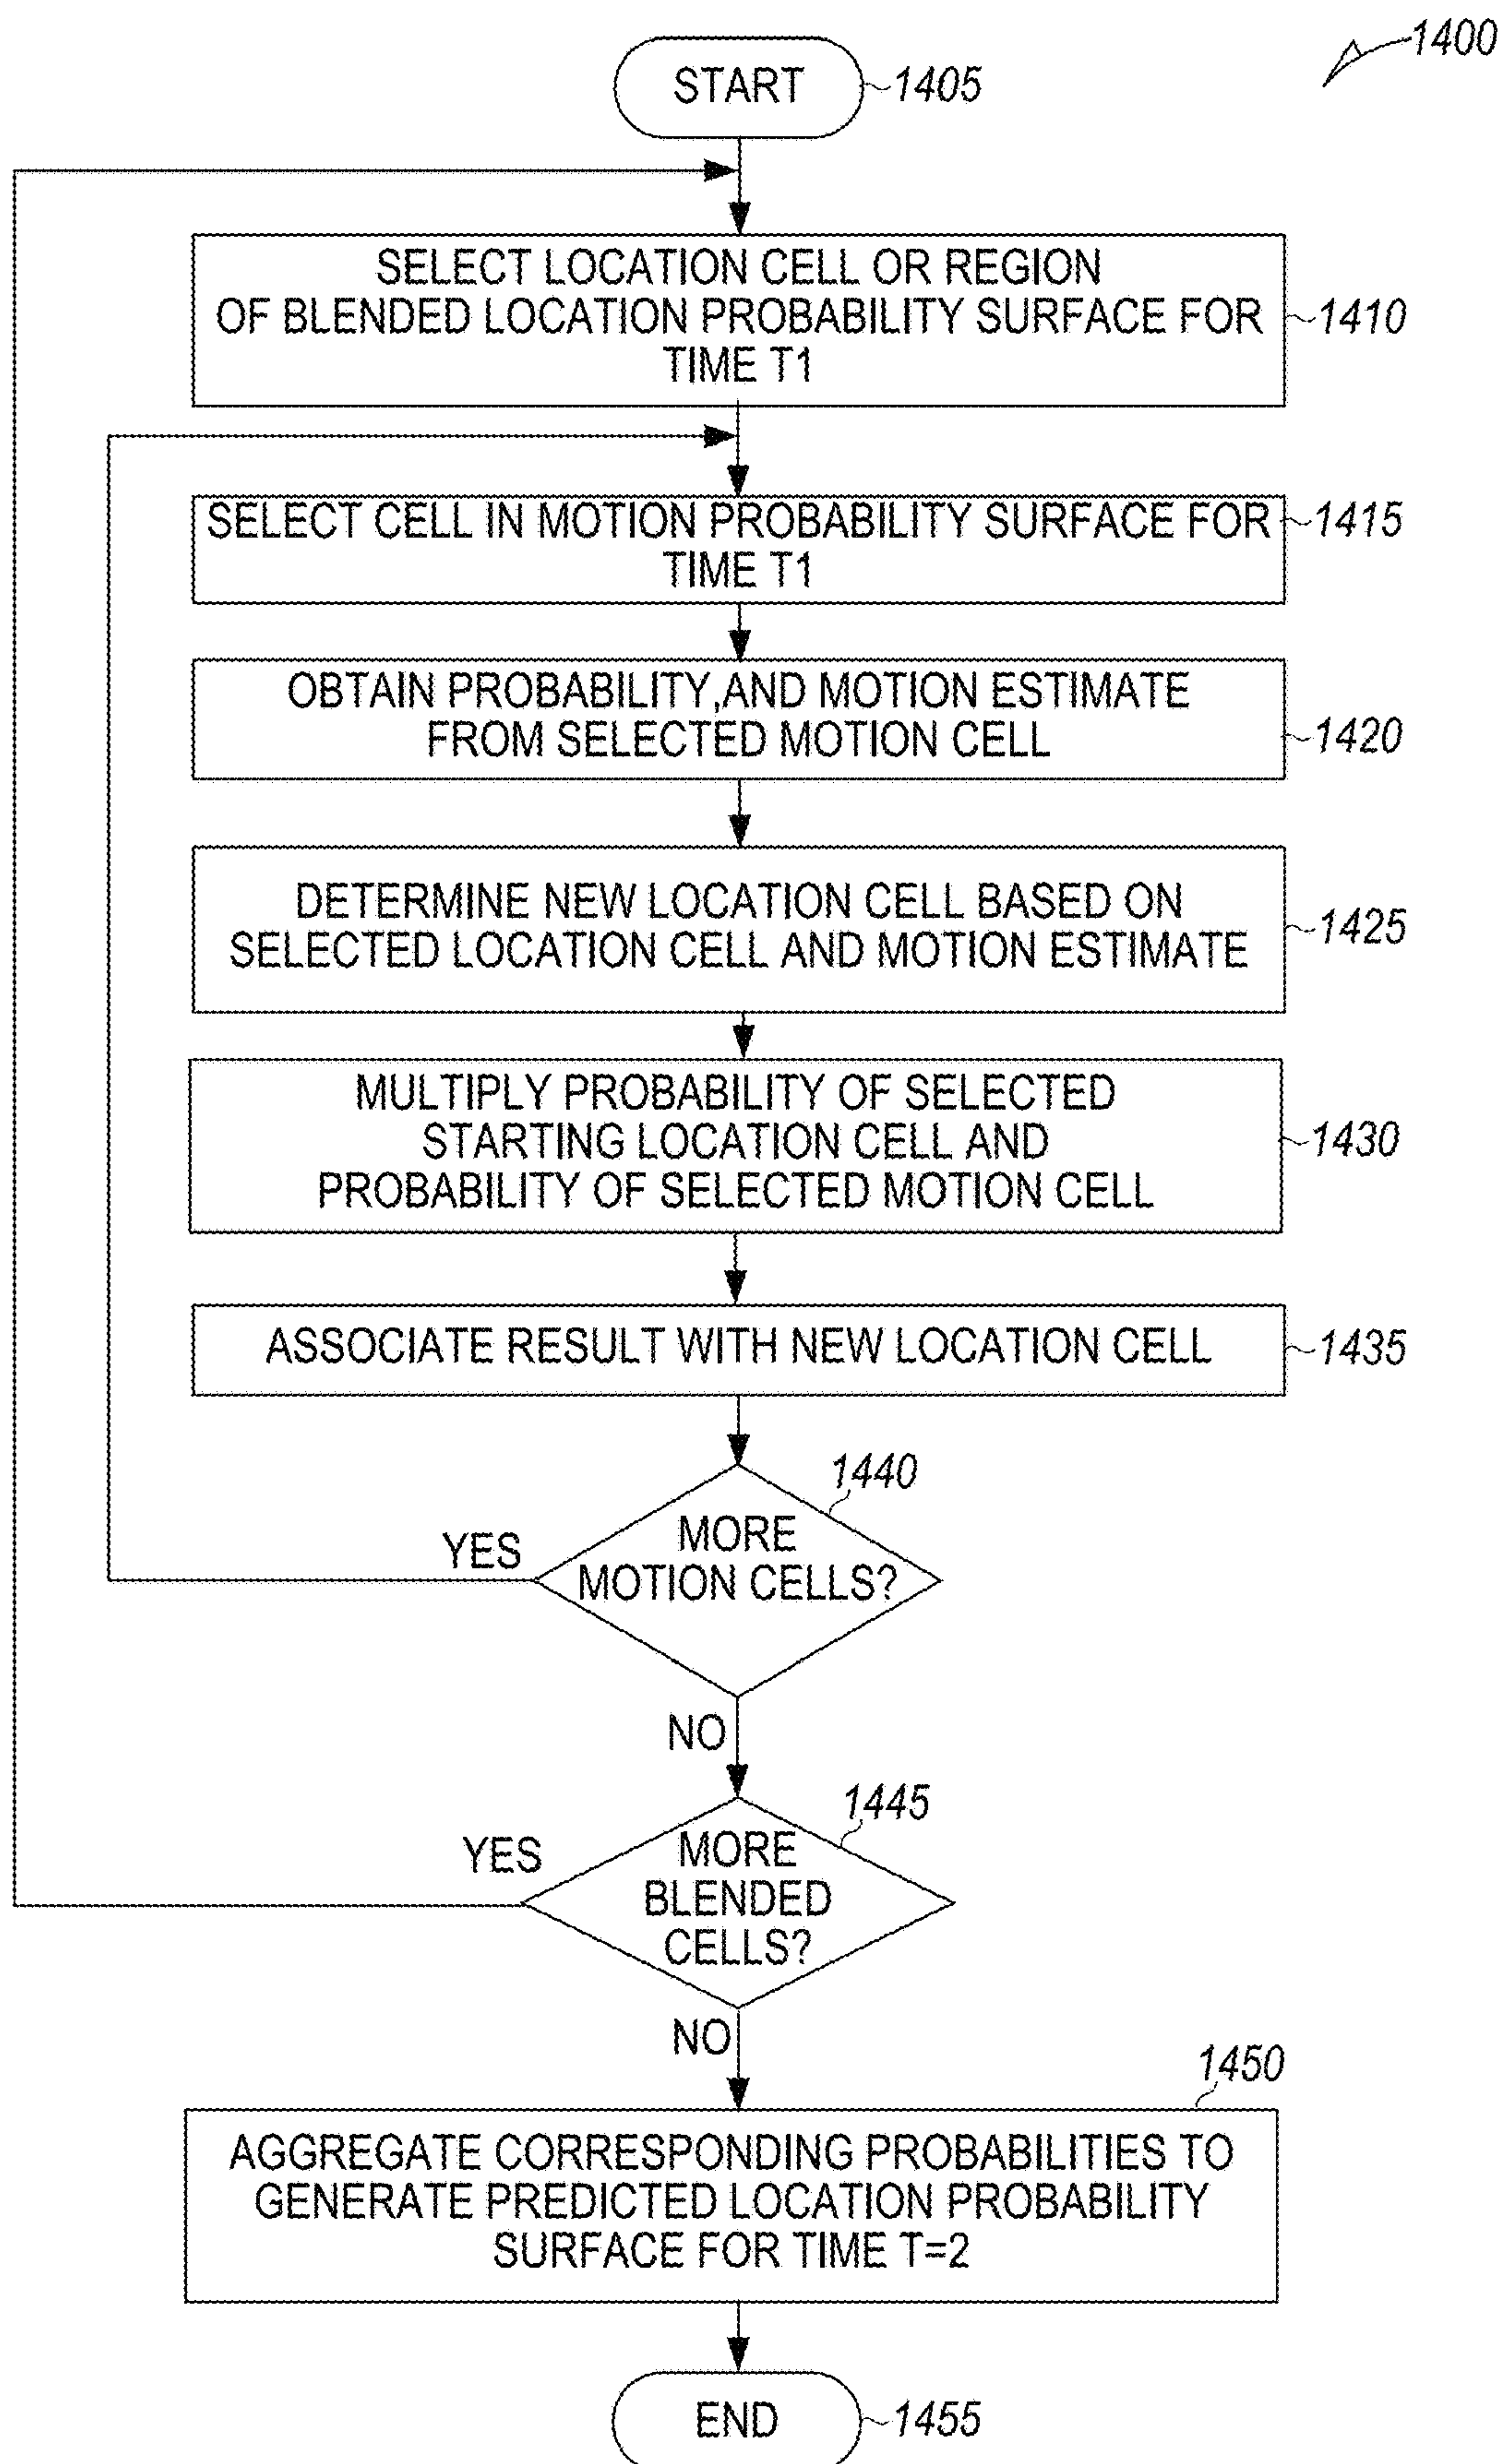 1400
START
1405
SELECT LOCATION CELL OR REGION
OF BLENDED LOCATION PROBABILITY SURFACE FOR
TIME T1
1410
SELECT CELL IN MOTION PROBABILITY SURFACE FOR
TIME T1
1415
OBTAIN PROBABILITY,AND MOTION ESTIMATE
FROM SELECTED MOTION CELL
1420
DETERMINE NEW LOCATION CELL BASED ON
SELECTED LOCATION CELL AND MOTION ESTIMATE
1425
MULTIPLY PROBABILITY OF SELECTED
STARTING LOCATION CELL AND
PROBABILITY OF SELECTED MOTION CELL
1430
ASSOCIATE RESULT WITH NEW LOCATION CELL
1435
1440
YES
MORE
MOTION CELLS?
NO
1445
YES
MORE
BLENDED
CELLS?
NO
1450
AGGREGATE CORRESPONDING PROBABILITIES TO
GENERATE PREDICTED LOCATION PROBABILITY
SURFACE FOR TIME T=2
END
1455